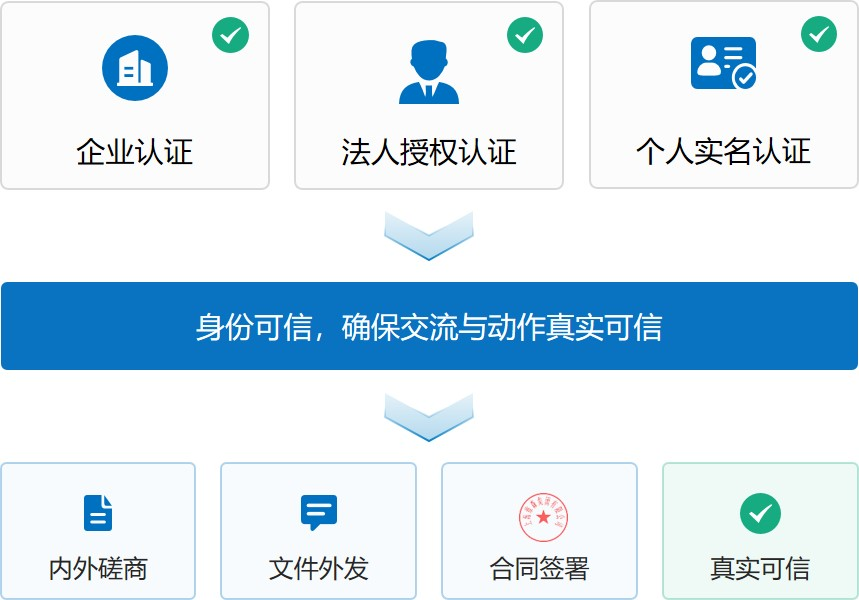 企业认证
法人授权认证
个人实名认证
身份可信，确保交流与动作真实可信
内外磋商
文件外发
合同签署
真实可信